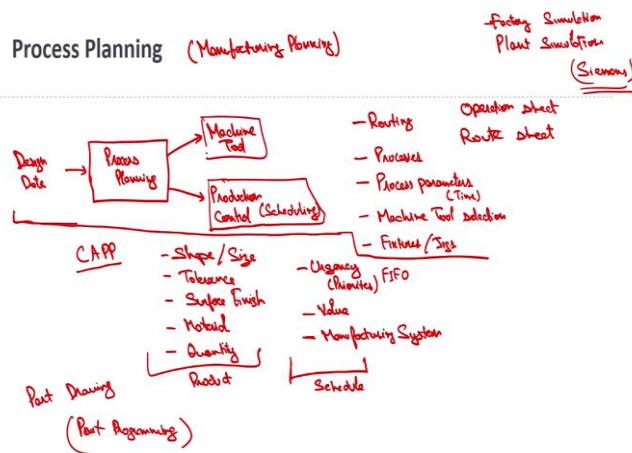 Process Planning (Manufacturing Planning)
- Factory Simulation
Plant Simulation
(Siemens)
Design
Data
Process
Planning
Machine
Tool
Production
Control (Scheduling)
- Routing
- Processes
- Process parameters
(Time)
- Machine Tool selection
- Fixtures/Jigs
Operation sheet
Route sheet
CAPP
- Shape/Size
- Tolerance
- Surface Finish
- Material
- Quantity
Product
- Urgency
(Priorities) FIFO
- Value
- Manufacturing System
Schedule
Part Drawing
(Part Programming)